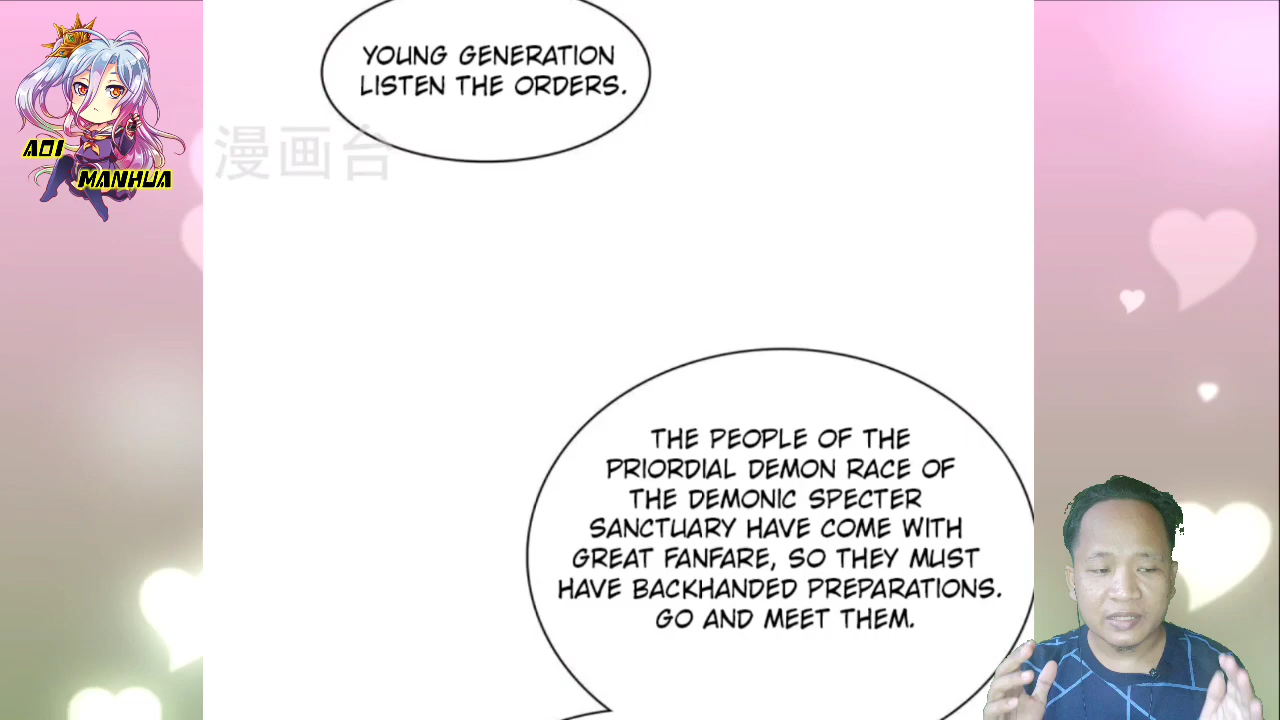 YOUNG GENERATION
LISTEN THE ORDERS.
漫画台
AOI
MANHUA
THE PEOPLE OF THE
PRIORDIAL DEMON RACE OF
THE DEMONIC SPECTER
SANCTUARY HAVE COME WITH
GREAT FANFARE, SO THEY MUST
HAVE BACKHANDED PREPARATIONS.
GO AND MEET THEM.